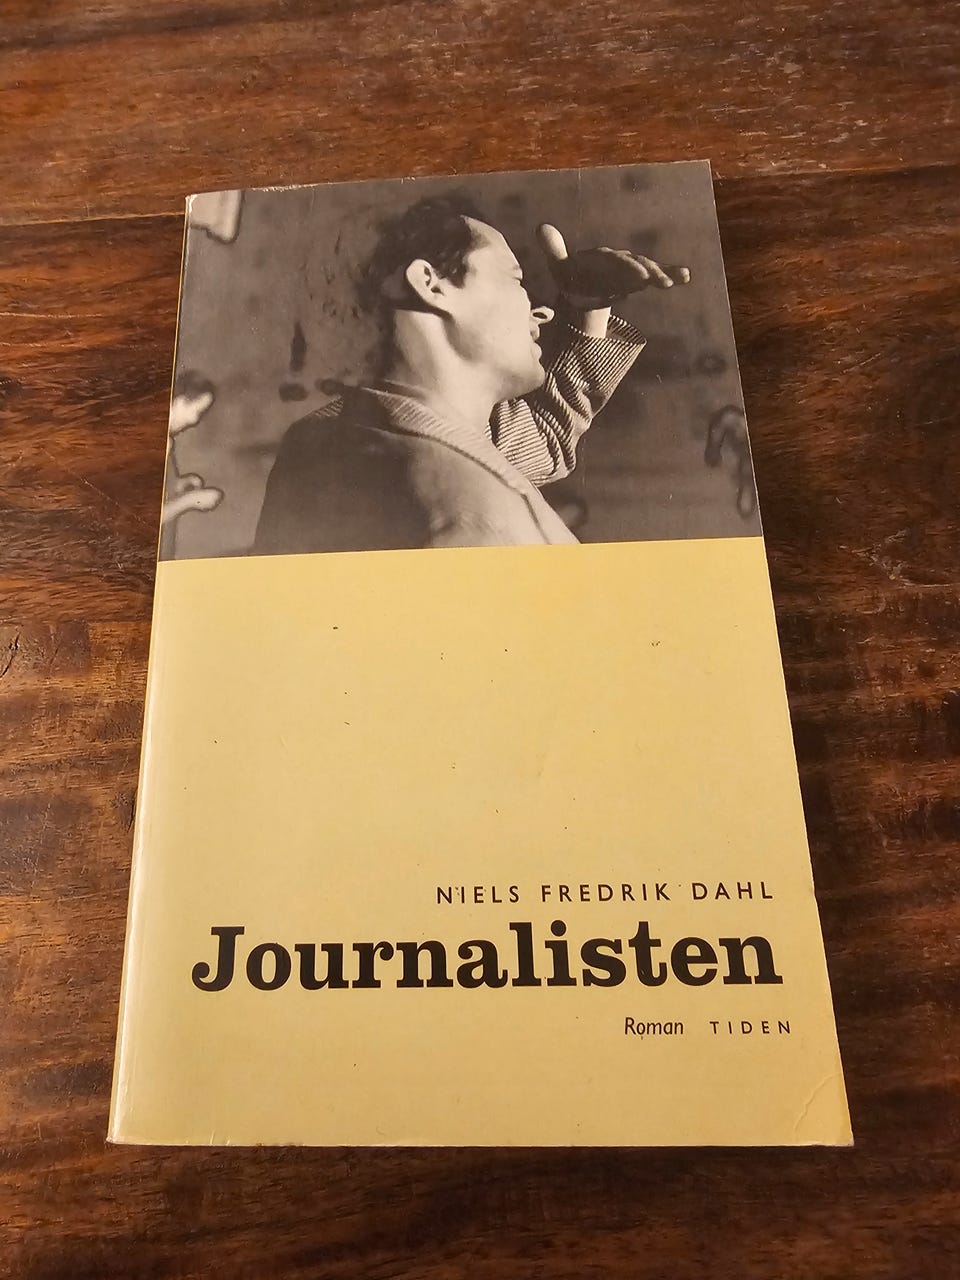 NIELS FREDRIK DAHL
Journalisten
Roman TIDEN